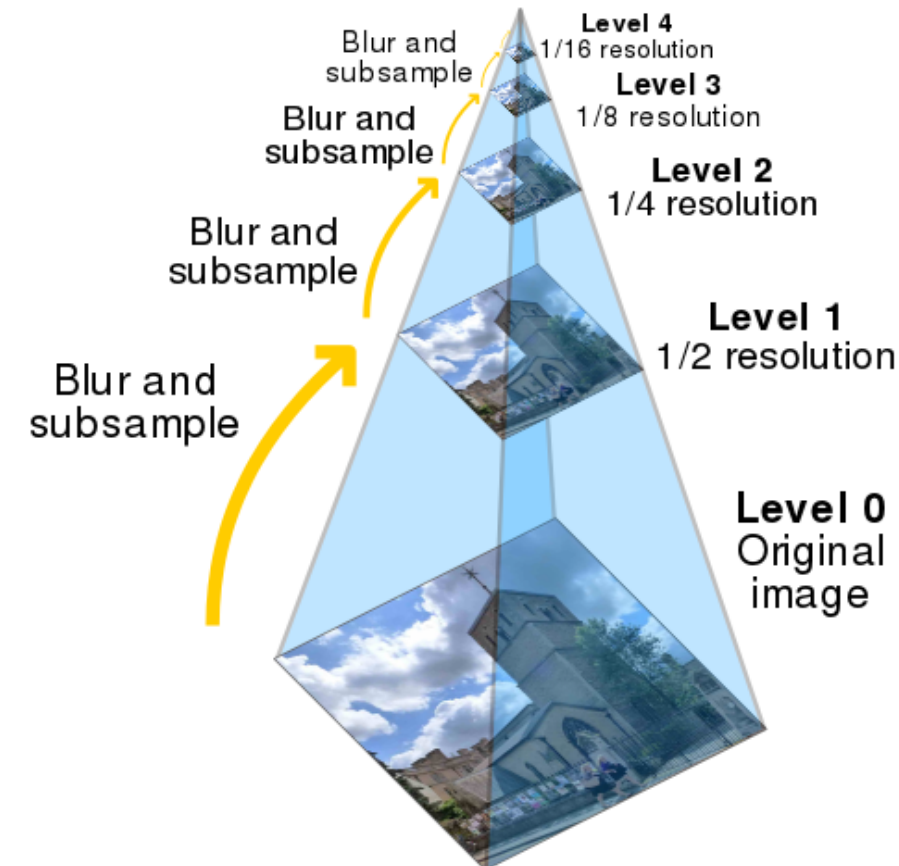 Level 4
1/16 resolution
Blur and
subsample
Level 3
1/8 resolution
Blur and
subsample
Level 2
1/4 resolution
Blur and
subsample
Level 1
1/2 resolution
Blur and
subsample
Level 0
Original
image